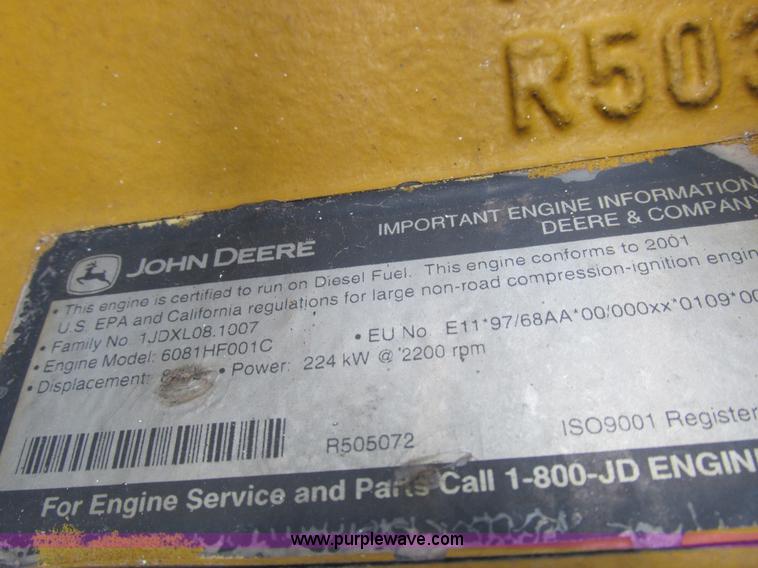 R503
IMPORTANT ENGINE INFORMATION
DEERE & COMPANY
JOHN DEERE
• This engine is certified to run on Diesel Fuel. This engine conforms to 2001
U.S. EPA and California regulations for large non-road compression-ignition engin
• Family No. 1JDXL08.1007
• EU No. E11*97/68AA*00/000xx*0109*00
• Engine Model: 6081HF001C
• Displacement:
• Power: 224 kW @ 2200 rpm
R505072
ISO9001 Register
For Engine Service and Parts Call 1-800-JD ENGIN
www.purplewave.com